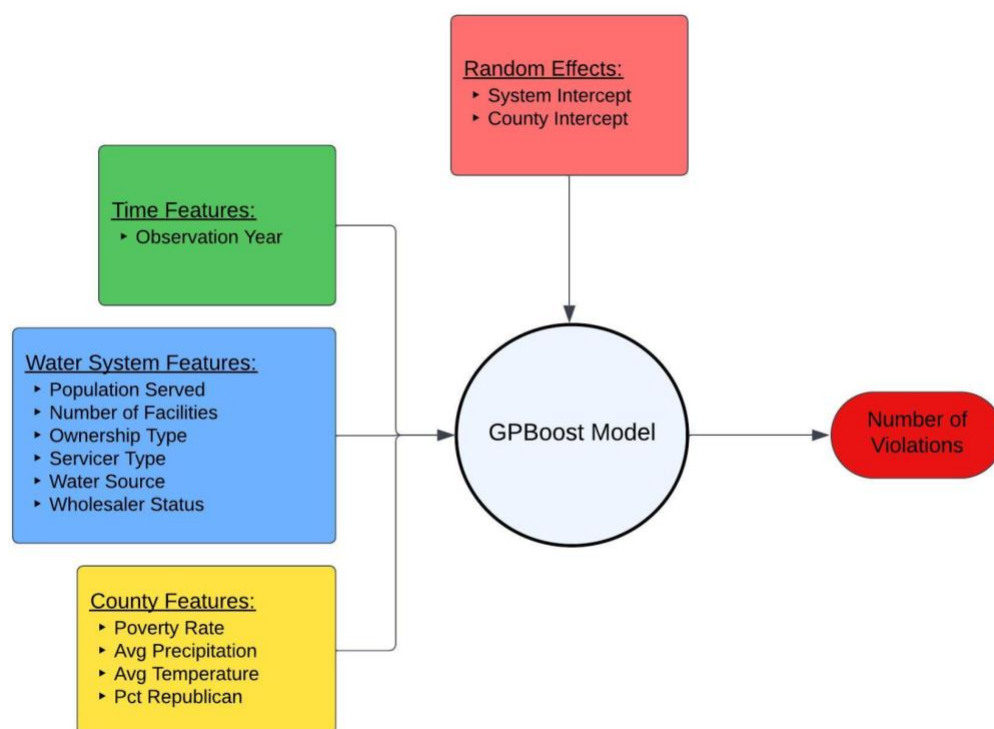 Random Effects:
‣ System Intercept
‣ County Intercept
Time Features:
‣ Observation Year
Water System Features:
‣ Population Served
‣ Number of Facilities
‣ Ownership Type
‣ Servicer Type
‣ Water Source
‣ Wholesaler Status
County Features:
‣ Poverty Rate
‣ Avg Precipitation
‣ Avg Temperature
‣ Pct Republican
GPBoost Model
Number of
Violations